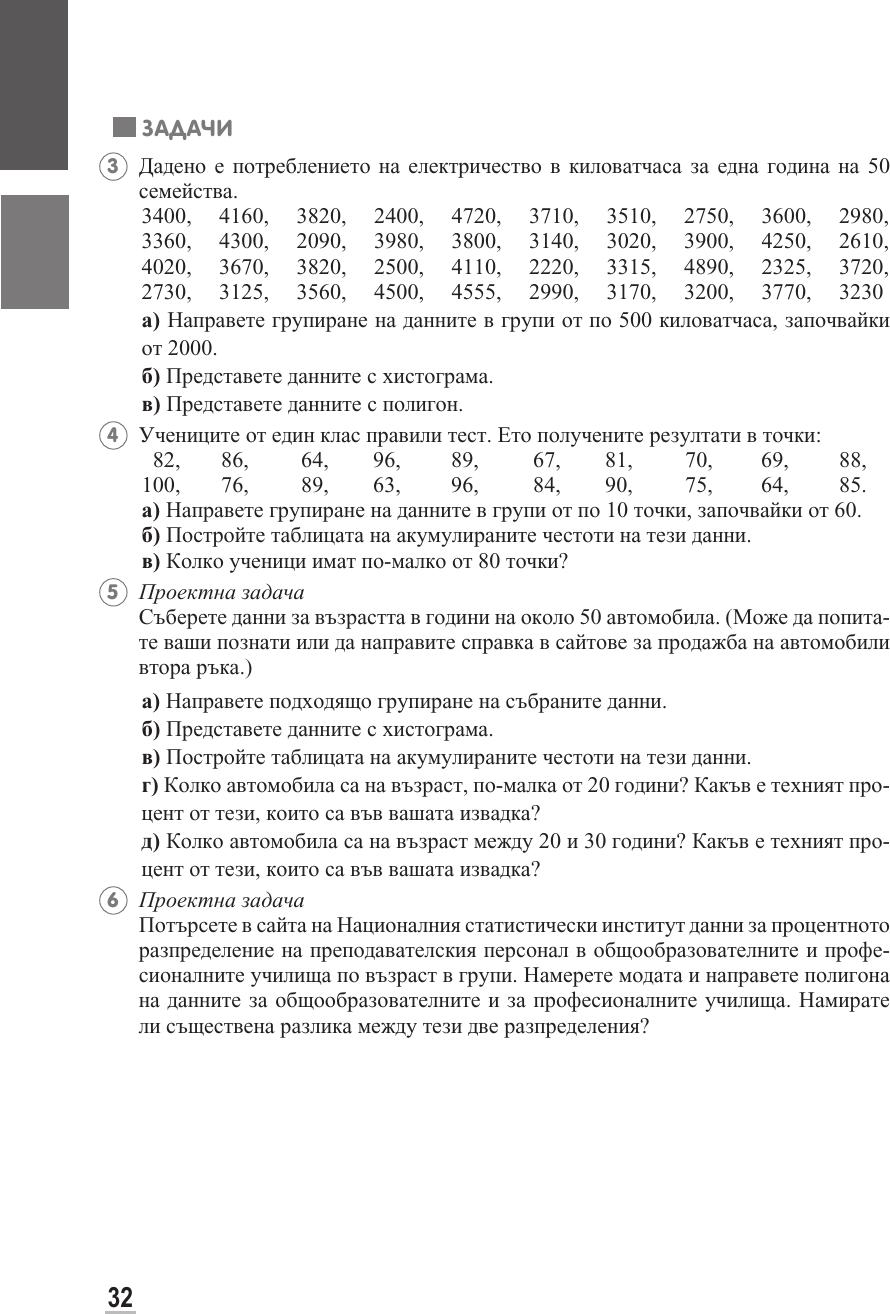 ЗАДАЧИ
3 Дадено е потреблението на електричество в киловатчаса за една година на 50
семейства.
3400, 4160, 3820, 2400, 4720, 3710, 3510, 2750, 3600, 2980,
3360, 4300, 2090, 3980, 3800, 3140, 3020, 3900, 4250, 2610,
4020, 3670, 3820, 2500, 4110, 2220, 3315, 4890, 2325, 3720,
2730, 3125, 3560, 4500, 4555, 2990, 3170, 3200, 3770, 3230
а) Направете групиране на данните в групи от по 500 киловатчаса, започвайки
от 2000.
б) Представете данните с хистограма.
в) Представете данните с полигон.
4 Учениците от един клас правили тест. Ето получените резултати в точки:
82, 86, 64, 96, 89, 67, 81, 70, 69, 88,
100, 76, 89, 63, 96, 84, 90, 75, 64, 85.
а) Направете групиране на данните в групи от по 10 точки, започвайки от 60.
б) Постройте таблицата на акумулираните честоти на тези данни.
в) Колко ученици имат по-малко от 80 точки?
5 Проектна задача
Съберете данни за възрастта в години на около 50 автомобила. (Може да попита-
те ваши познати или да направите справка в сайтове за продажба на автомобили
втора ръка.)
а) Направете подходящо групиране на събраните данни.
б) Представете данните с хистограма.
в) Постройте таблицата на акумулираните честоти на тези данни.
г) Колко автомобила са на възраст, по-малка от 20 години? Какъв е техният про-
цент от тези, които са във вашата извадка?
д) Колко автомобила са на възраст между 20 и 30 години? Какъв е техният про-
цент от тези, които са във вашата извадка?
6 Проектна задача
Потърсете в сайта на Националния статистически институт данни за процентното
разпределение на преподавателския персонал в общообразователните и профе-
сионалните училища по възраст в групи. Намерете модата и направете полигона
на данните за общообразователните и за професионалните училища. Намирате
ли съществена разлика между тези две разпределения?
32